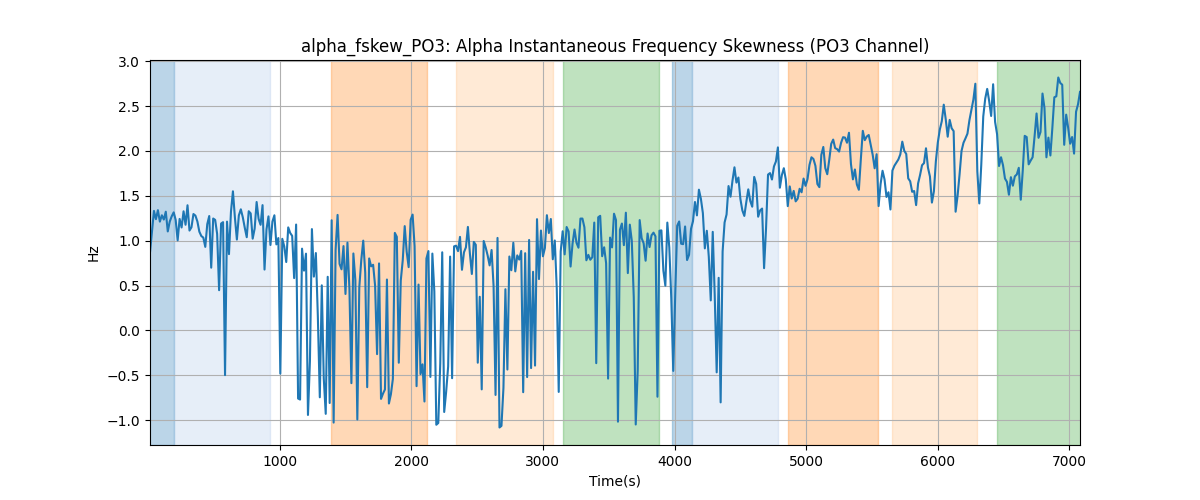 alpha_fskew_PO3: Alpha Instantaneous Frequency Skewness (PO3 Channel)
3.0
2.5
2.0
1.5
1.0
0.5
0.0
−0.5
−1.0
Hz
1000 2000 3000 4000 5000 6000 7000
Time(s)